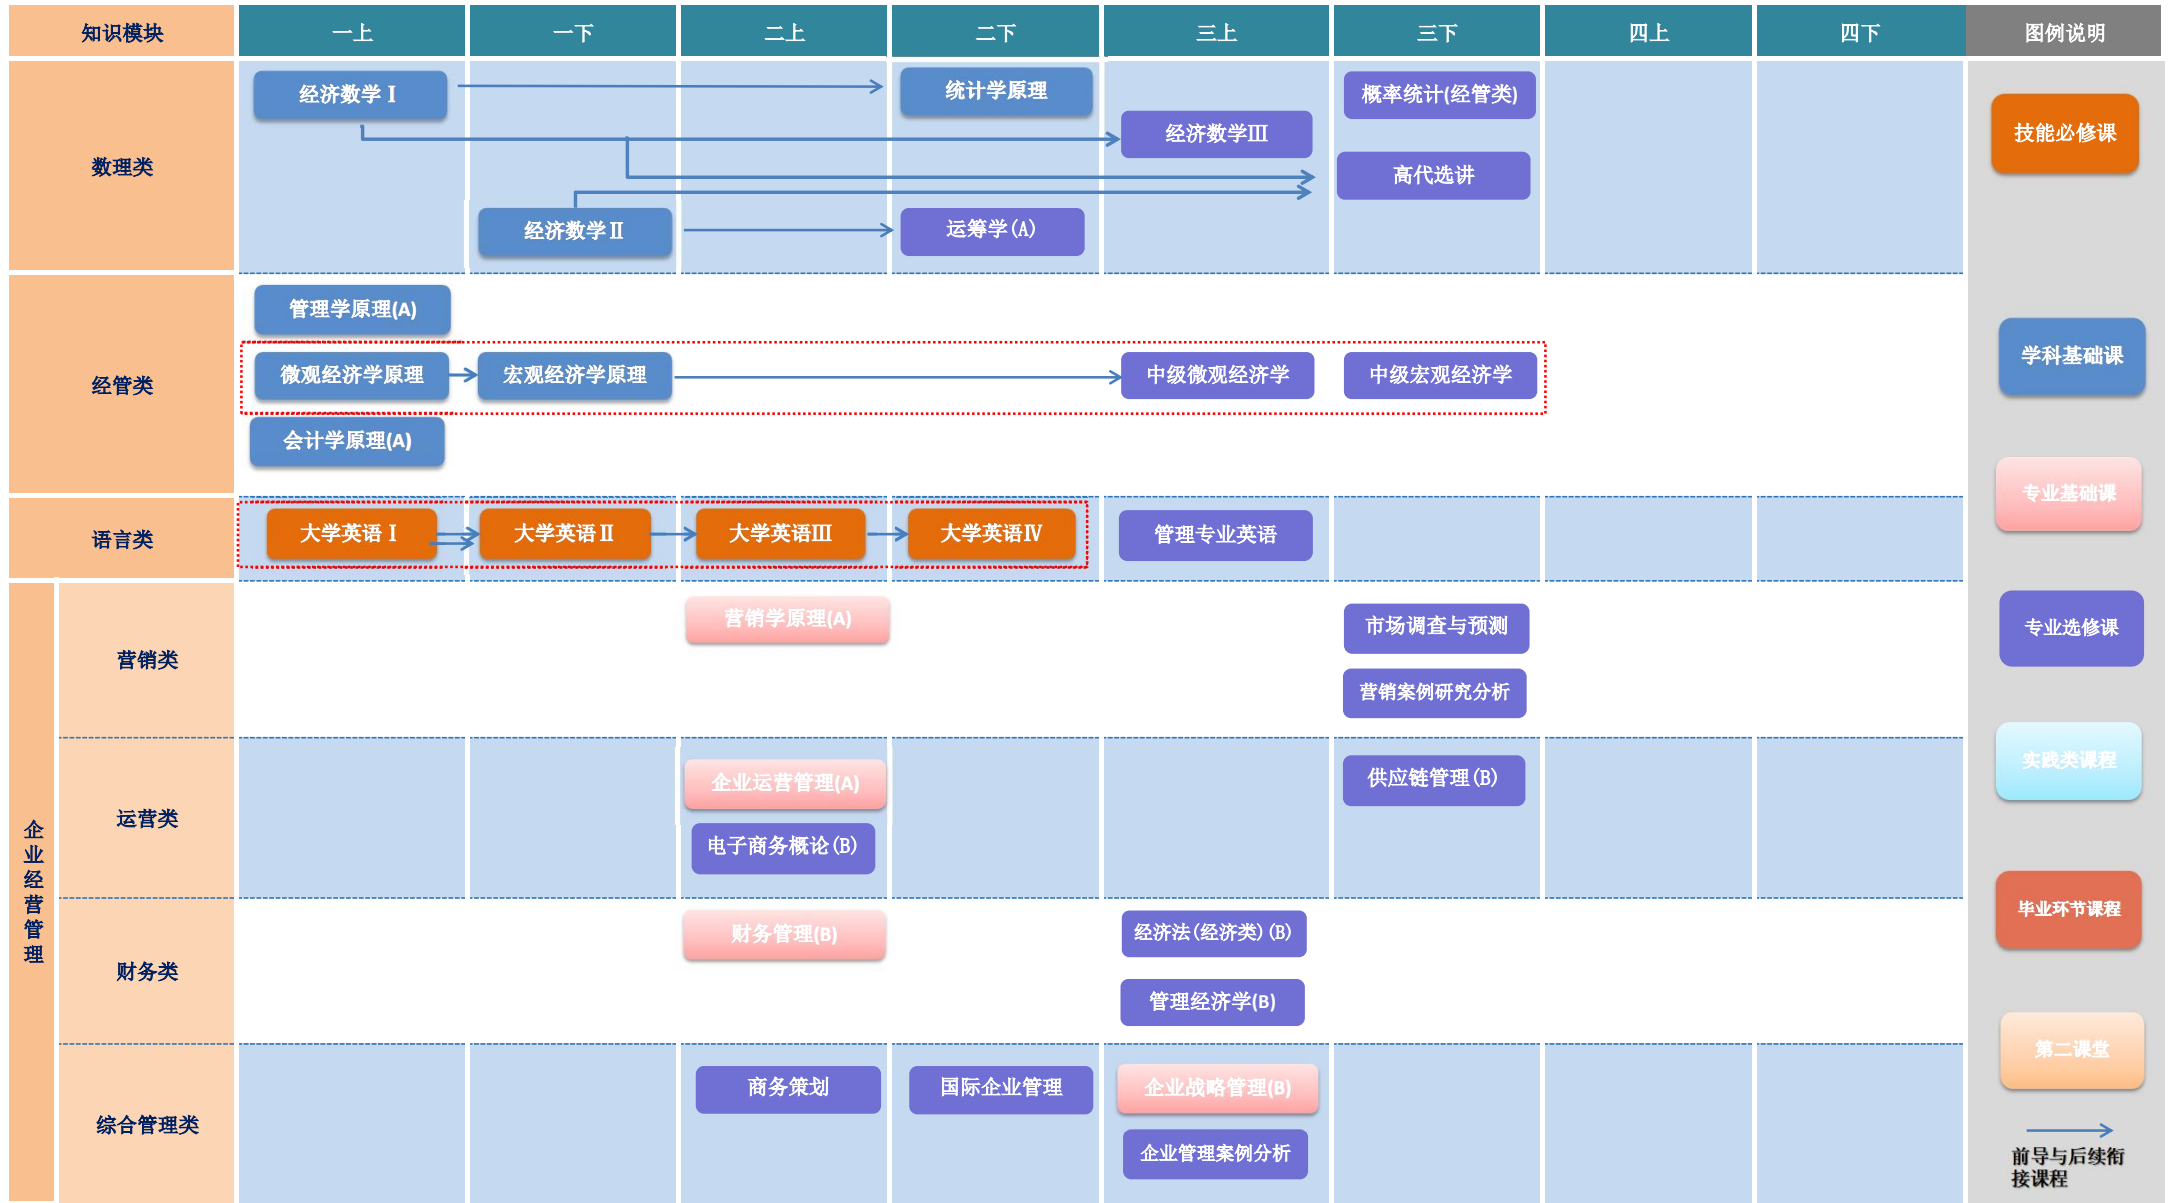 知识模块
一上
一下
二上
二下
三上
三下
四上
四下
图例说明
数理类
经济数学Ⅰ
统计学原理
概率统计(经管类)
经济数学Ⅲ
高代选讲
经济数学Ⅱ
运筹学(A)
技能必修课
经管类
管理学原理(A)
微观经济学原理
宏观经济学原理
中级微观经济学
中级宏观经济学
会计学原理(A)
学科基础课
语言类
大学英语Ⅰ
大学英语Ⅱ
大学英语Ⅲ
大学英语Ⅳ
管理专业英语
专业基础课
企业经营管理
营销类
营销学原理(A)
市场调查与预测
营销案例研究分析
专业选修课
运营类
企业运营管理(A)
供应链管理(B)
电子商务概论(B)
实践类课程
财务类
财务管理(B)
经济法(经济类)(B)
管理经济学(B)
毕业环节课程
综合管理类
商务策划
国际企业管理
企业战略管理(B)
企业管理案例分析
第二课堂
前导与后续衔
接课程